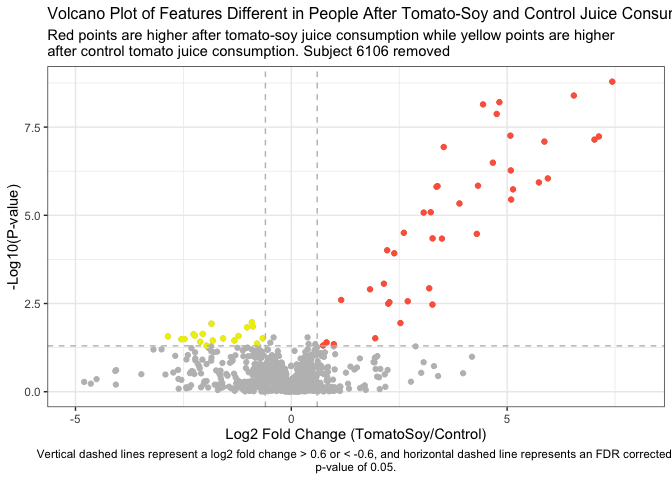 Volcano Plot of Features Different in People After Tomato-Soy and Control Juice
Red points are higher after tomato-soy juice consumption while yellow points are higher
after control tomato juice consumption. Subject 6106 removed
7.5
5.0
2.5
0.0
-Log10(P-value)
-5 0 5
Log2 Fold Change (TomatoSoy/Control)
Vertical dashed lines represent a log2 fold change > 0.6 or < -0.6, and horizontal dashed line represents an FDR corrected
p-value of 0.05.